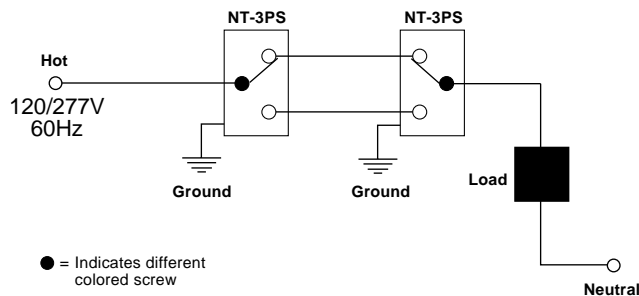 NT-3PS
NT-3PS
Hot
120/277V
60Hz
Ground
Ground
Load
= Indicates different
colored screw
Neutral